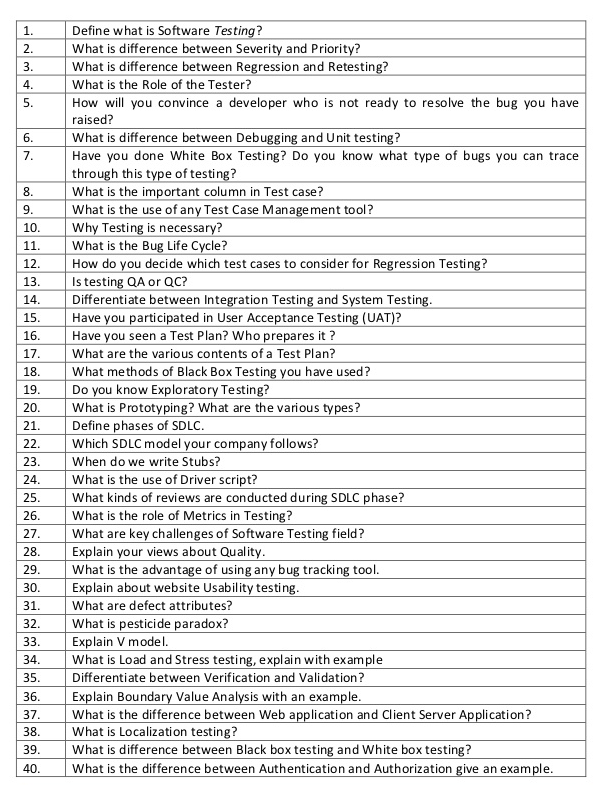 1. Define what is Software Testing?
2. What is difference between Severity and Priority?
3. What is difference between Regression and Retesting?
4. What is the Role of the Tester?
5. How will you convince a developer who is not ready to resolve the bug you have
raised?
6. What is difference between Debugging and Unit testing?
7. Have you done White Box Testing? Do you know what type of bugs you can trace
through this type of testing?
8. What is the important column in Test case?
9. What is the use of any Test Case Management tool?
10. Why Testing is necessary?
11. What is the Bug Life Cycle?
12. How do you decide which test cases to consider for Regression Testing?
13. Is testing QA or QC?
14. Differentiate between Integration Testing and System Testing.
15. Have you participated in User Acceptance Testing (UAT)?
16. Have you seen a Test Plan? Who prepares it ?
17. What are the various contents of a Test Plan?
18. What methods of Black Box Testing you have used?
19. Do you know Exploratory Testing?
20. What is Prototyping? What are the various types?
21. Define phases of SDLC.
22. Which SDLC model your company follows?
23. When do we write Stubs?
24. What is the use of Driver script?
25. What kinds of reviews are conducted during SDLC phase?
26. What is the role of Metrics in Testing?
27. What are key challenges of Software Testing field?
28. Explain your views about Quality.
29. What is the advantage of using any bug tracking tool.
30. Explain about website Usability testing.
31. What are defect attributes?
32. What is pesticide paradox?
33. Explain V model.
34. What is Load and Stress testing, explain with example
35. Differentiate between Verification and Validation?
36. Explain Boundary Value Analysis with an example.
37. What is the difference between Web application and Client Server Application?
38. What is Localization testing?
39. What is difference between Black box testing and White box testing?
40. What is the difference between Authentication and Authorization give an example.